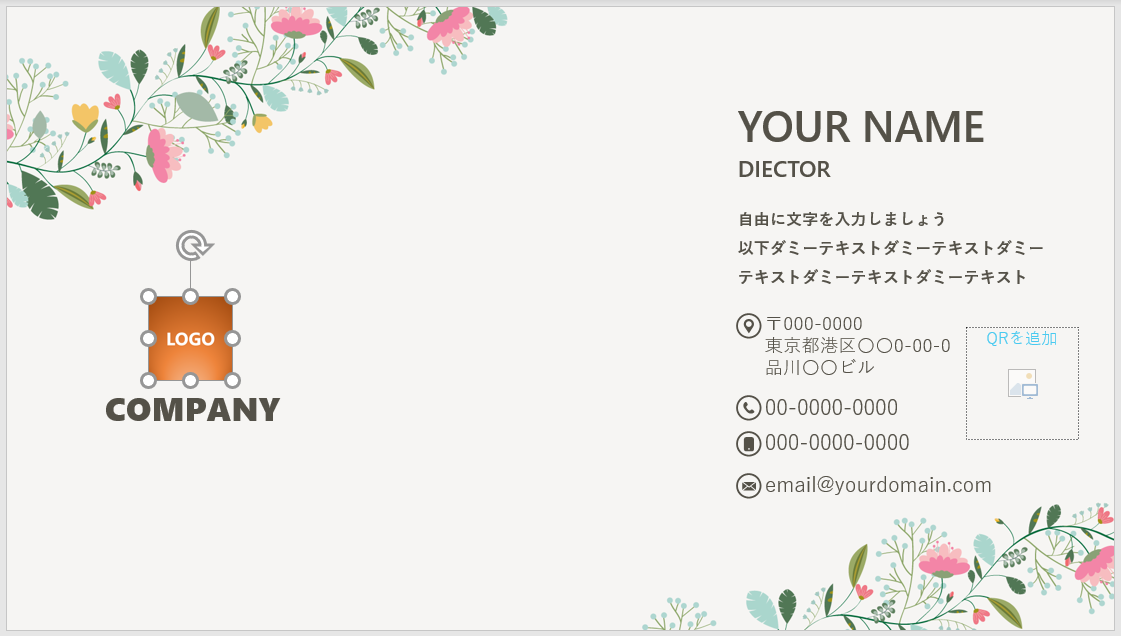 YOUR NAME
DIECTOR
自由に文字を入力しましょう
以下ダミーテキストダミーテキストダミー
テキストダミーテキストダミーテキスト
〒000-0000
東京都港区〇〇0-00-0
品川〇〇ビル
QRを追加
00-0000-0000
000-0000-0000
email@yourdomain.com
LOGO
COMPANY